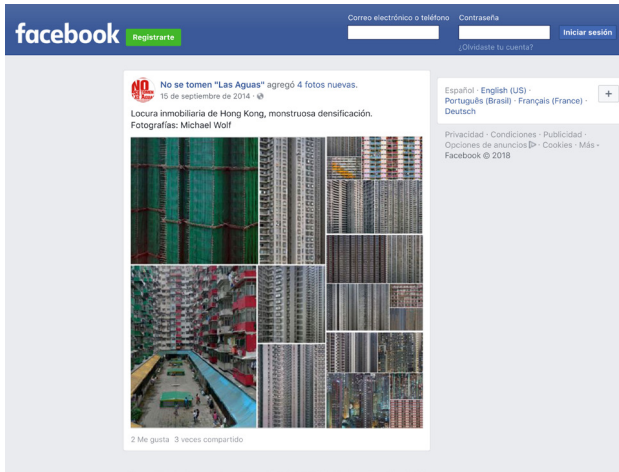 facebook
Registrarte
Correo electrónico o teléfono
Contraseña
Iniciar sesión
¿Olvidaste tu cuenta?
No se tomen "Las Aguas" agregó 4 fotos nuevas.
15 de septiembre de 2014 ·
Locura inmobiliaria de Hong Kong, monstruosa densificación.
Fotografías: Michael Wolf
2 Me gusta 3 veces compartido
Español · English (US) ·
Português (Brasil) · Français (France) ·
Deutsch
+
Privacidad · Condiciones · Publicidad ·
Opciones de anuncios · Cookies · Más
Facebook © 2018